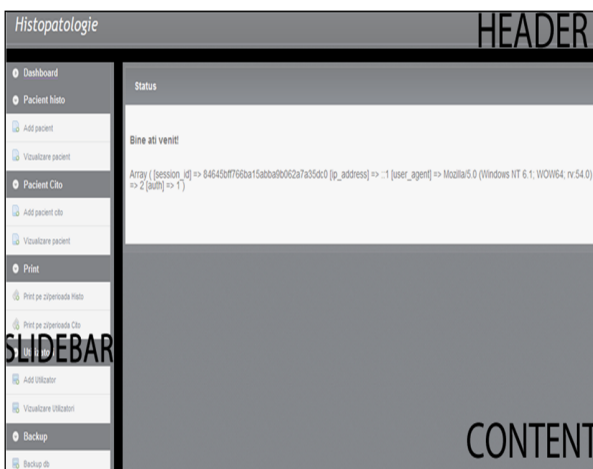 Histopatologie
HEADER
Dashboard
Pacient histo
Add pacient
Vizualizare pacient
Pacient Cito
Add pacient cito
Vizualizare pacient
Print
Print pe zi/perioada Histo
Print pe zi/perioada Cito
SLIDEBAR
Utilizatori
Add Utilizator
Vizualizare Utilizatori
Backup
Backup db
Status
Bine ati venit!
Array ( [session_id] => 84645bff766ba15abba9b062a7a35dc0 [ip_address] => ::1 [user_agent] => Mozilla/5.0 (Windows NT 6.1; WOW64; rv:54.0)
=> 2 [auth] => 1 )
CONTENT